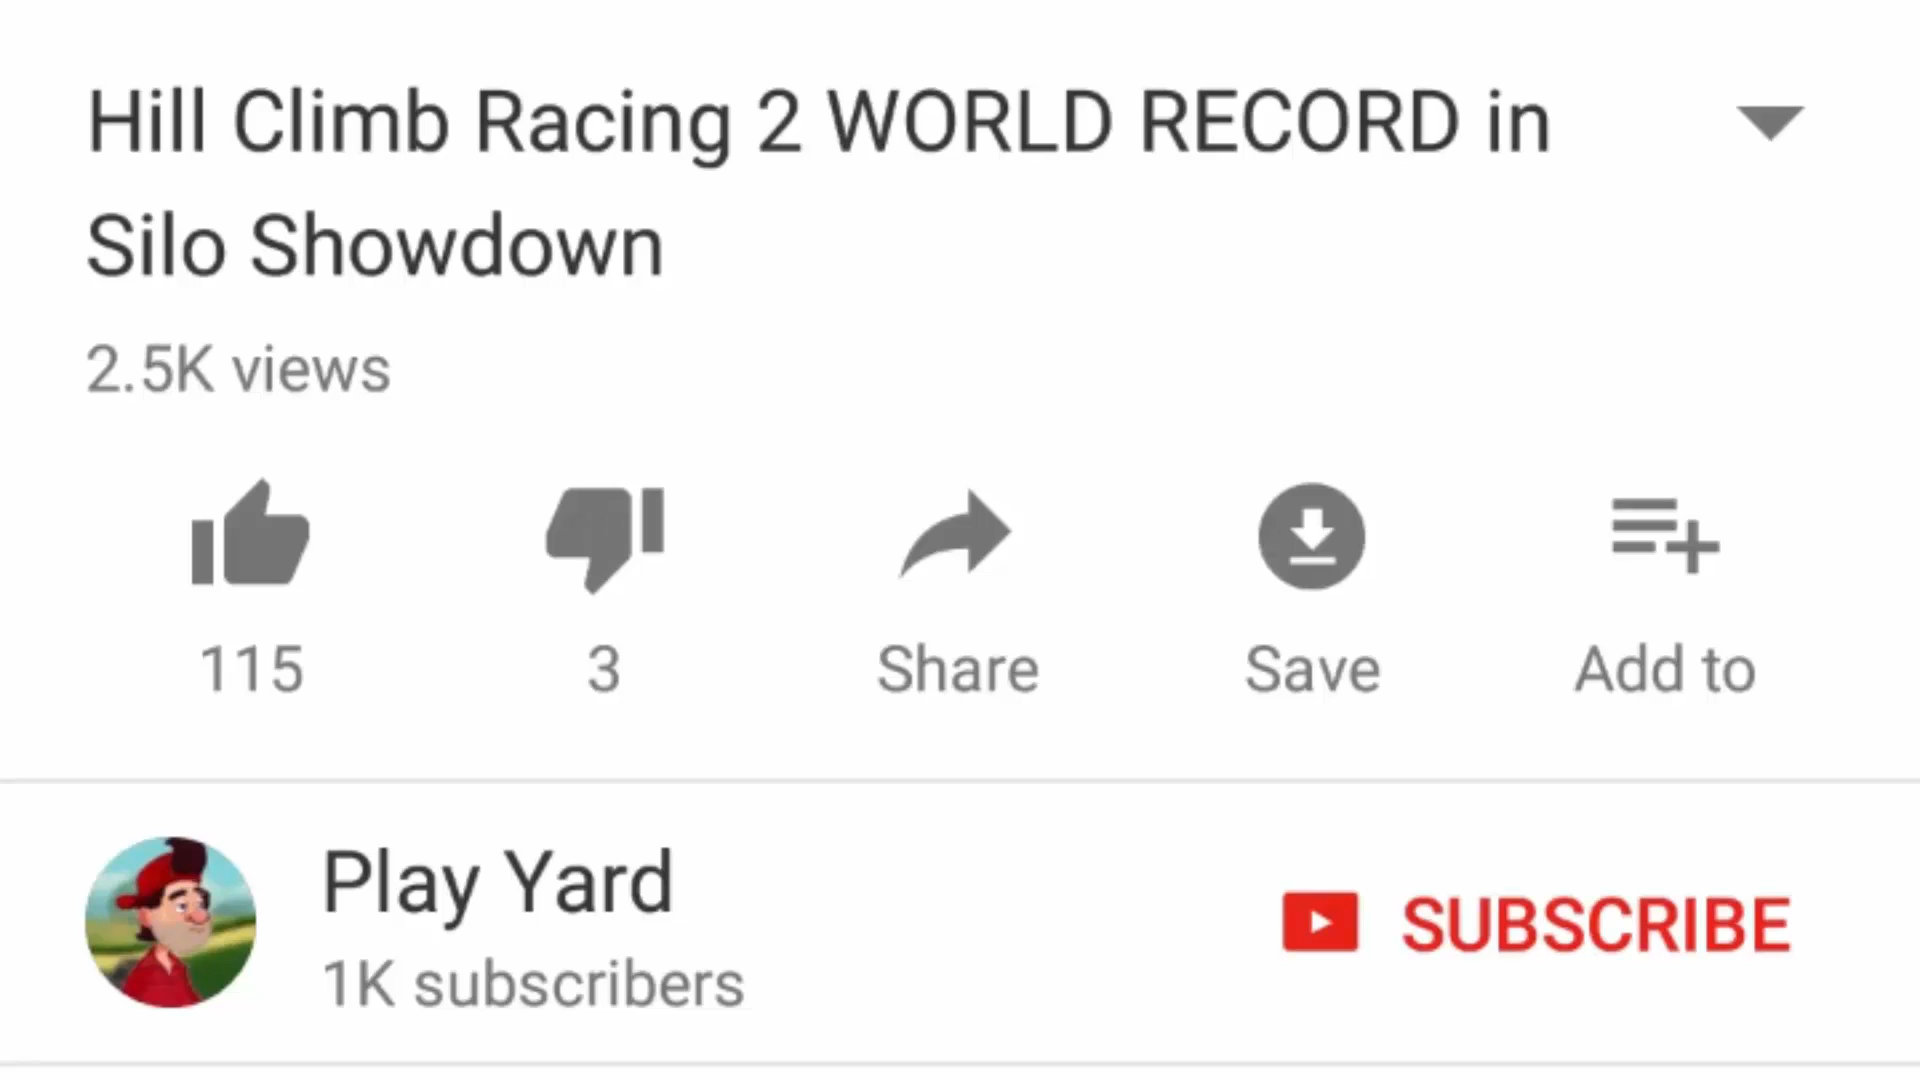 Hill Climb Racing 2 WORLD RECORD in
Silo Showdown
2.5K views
115
3
Share
Save
Add to
Play Yard
SUBSCRIBE
1K subscribers